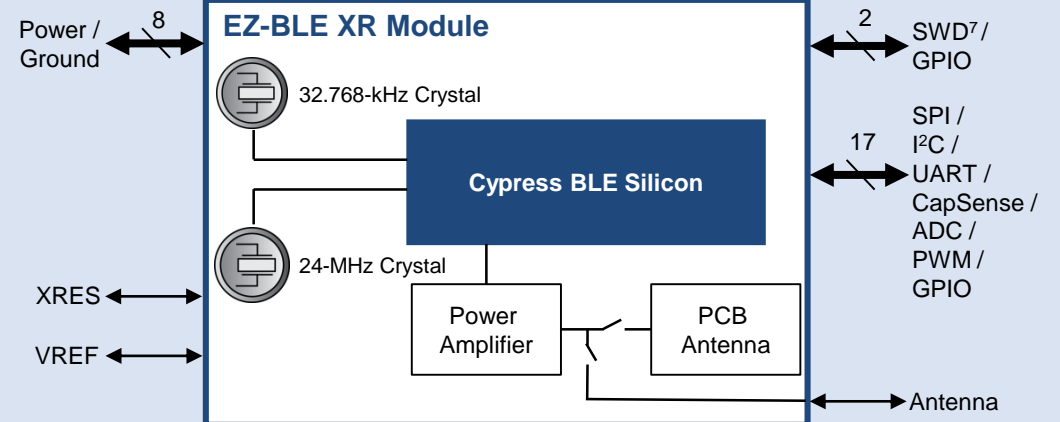 EZ-BLE XR Module
Power /
Ground
8
32.768-kHz Crystal
Cypress BLE Silicon
24-MHz Crystal
Power
Amplifier
PCB
Antenna
XRES
VREF
2
SWD⁷ /
GPIO
17
SPI /
I²C /
UART /
CapSense /
ADC /
PWM /
GPIO
Antenna